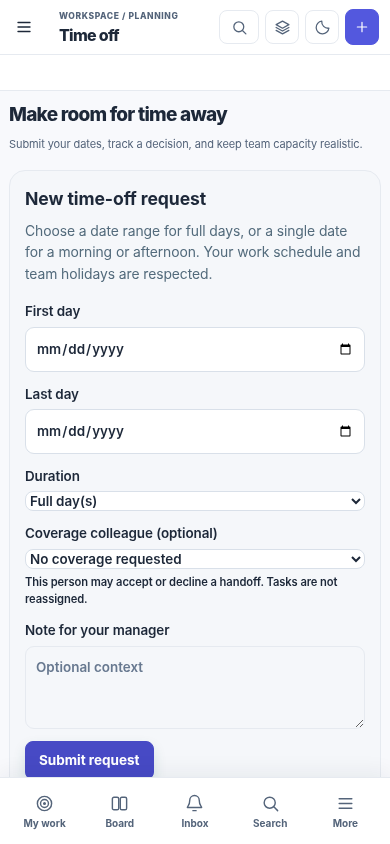 WORKSPACE / PLANNING
Time off
Make room for time away
Submit your dates, track a decision, and keep team capacity realistic.
New time-off request
Choose a date range for full days, or a single date
for a morning or afternoon. Your work schedule and
team holidays are respected.
First day
mm/dd/yyyy
Last day
mm/dd/yyyy
Duration
Full day(s)
Coverage colleague (optional)
No coverage requested
This person may accept or decline a handoff. Tasks are not
reassigned.
Note for your manager
Optional context
Submit request
My work Board Inbox Search More